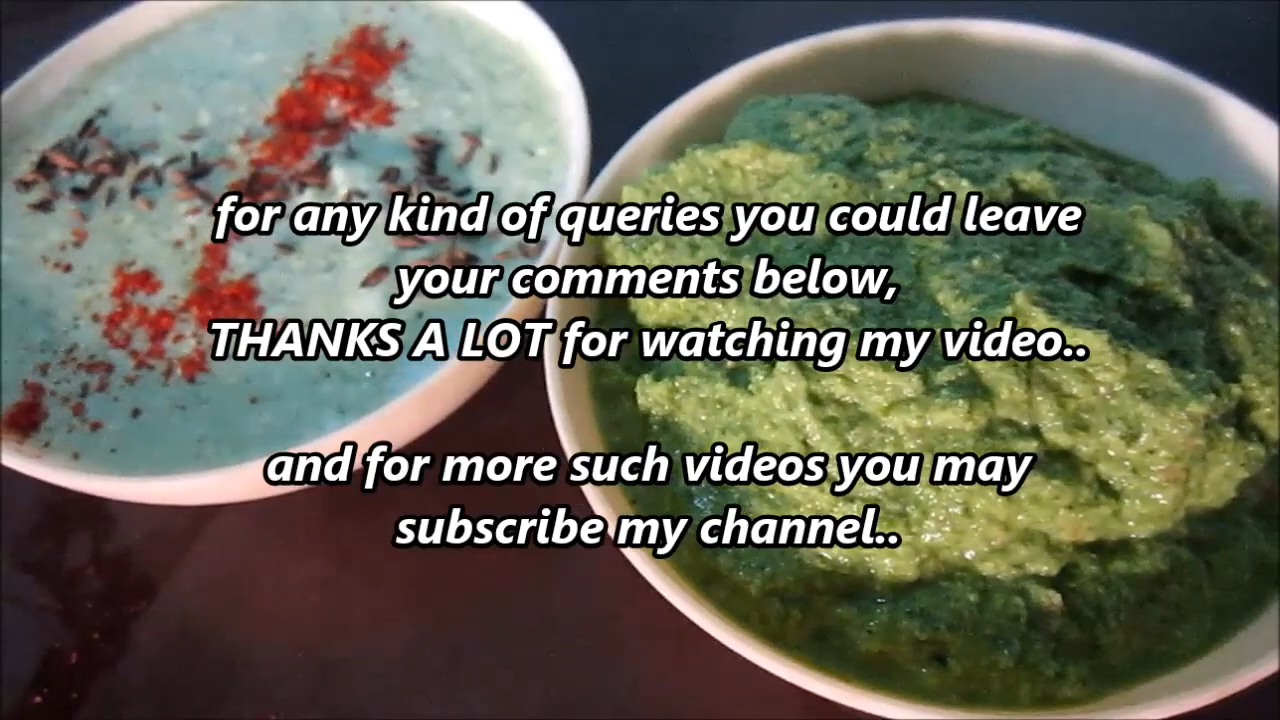 for any kind of queries you could leave
your comments below,
THANKS A LOT for watching my video..
and for more such videos you may
subscribe my channel..